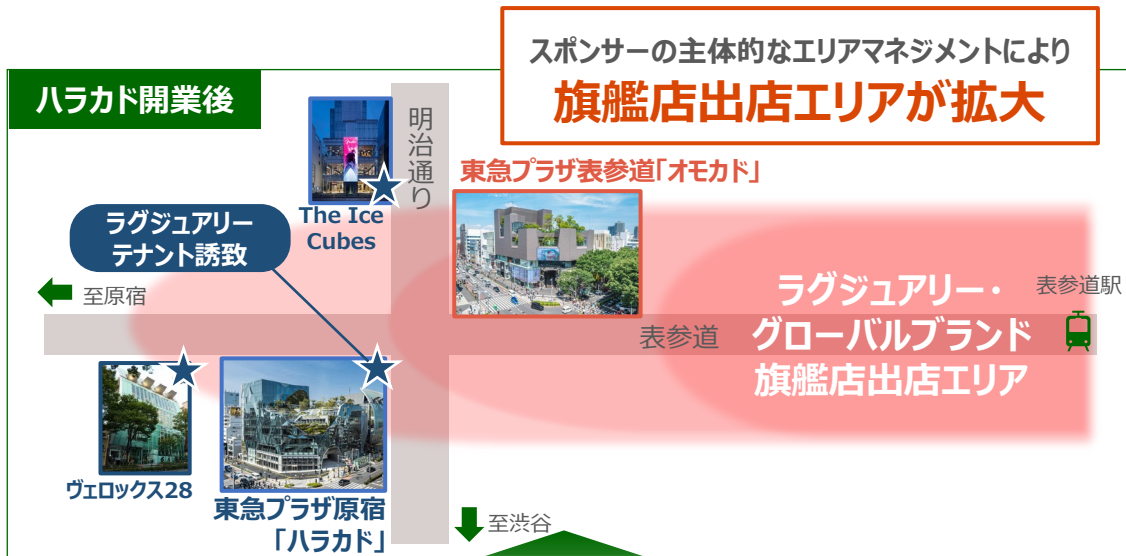 スポンサーの主体的なエリアマネジメントにより
旗艦店出店エリアが拡大
ハラカド開業後
明治通り
東急プラザ表参道「オモカド」
The Ice
Cubes
ラグジュアリー
テナント誘致
至原宿
ラグジュアリー・
グローバルブランド
旗艦店出店エリア
表参道駅
表参道
ヴェロックス28
東急プラザ原宿
「ハラカド」
至渋谷